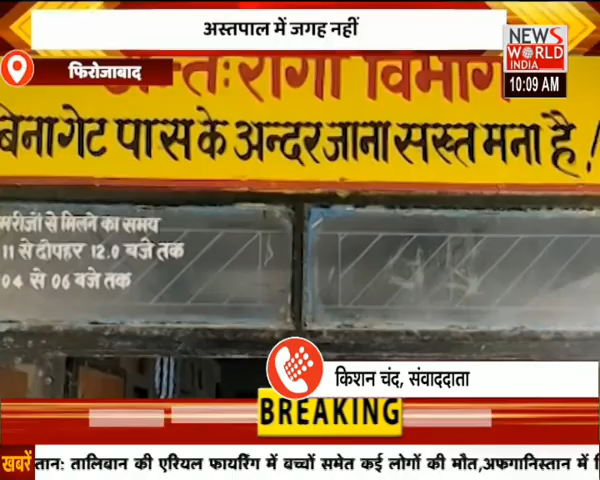 अस्तपाल में जगह नहीं
NEWS
WORLD
INDIA
10:09 AM
फिरोजाबाद
अन्तः रोगी विभाग
बिना गेट पास के अन्दर जाना सख्त मना है !
मरीजों से मिलने का समय
11 से दोपहर 12.0 बजे तक
04 से 06 बजे तक
किशन चंद, संवाददाता
BREAKING
खबरें तान: तालिबान की एरियल फायरिंग में बच्चों समेत कई लोगों की मौत,अफगानिस्तान में